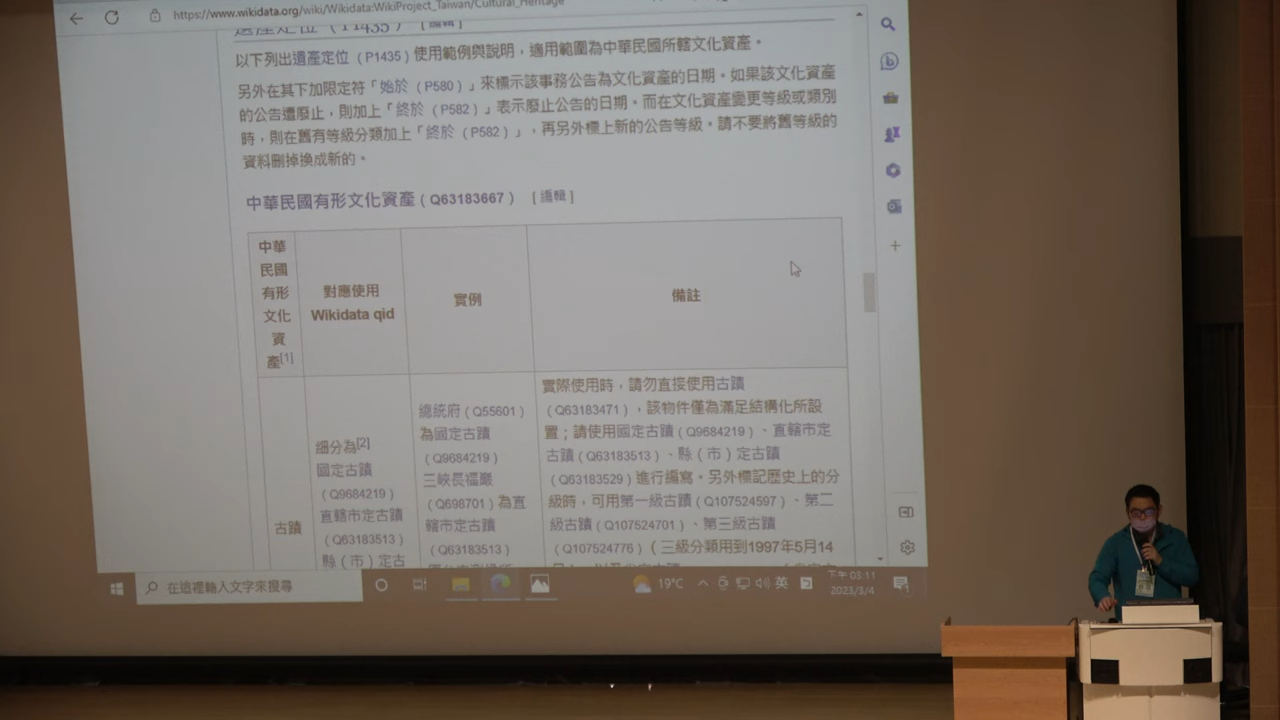 https://www.wikidata.org/wiki/Wikidata:WikiProject_Taiwan/Cultural_Heritage
遺產定位（P1435） [編輯]
以下列出遺產定位（P1435）使用範例與說明，適用範圍為中華民國所轄文化資產。
另外在其下加限定符「始於（P580）」來標示該事務公告為文化資產的日期。如果該文化資產
的公告遭廢止，則加上「終於（P582）」表示廢止公告的日期。而在文化資產變更等級或類別
時，則在舊有等級分類加上「終於（P582）」，再另外標上新的公告等級。請不要將舊等級的
資料刪掉換成新的。
中華民國有形文化資產（Q63183667） [編輯]
中華
民國
有形
文化
資
產[1]
對應使用
Wikidata qid
實例
備註
古蹟
細分為[2]
國定古蹟
（Q9684219）
直轄市定古蹟
（Q63183513）
縣（市）定古
總統府（Q55601）
為國定古蹟
（Q9684219）
三峽長福巖
（Q698701）為直
轄市定古蹟
（Q63183513）
實際使用時，請勿直接使用古蹟
（Q63183471），該物件僅為滿足結構化所設
置；請使用國定古蹟（Q9684219）、直轄市定
古蹟（Q63183513）、縣（市）定古蹟
（Q63183529）進行編寫。另外標記歷史上的分
級時，可用第一級古蹟（Q107524597）、第二
級古蹟（Q107524701）、第三級古蹟
（Q107524776）（三級分類用到1997年5月14
在這裡輸入文字來搜尋
19°C
英
下午 03:11
2023/3/4